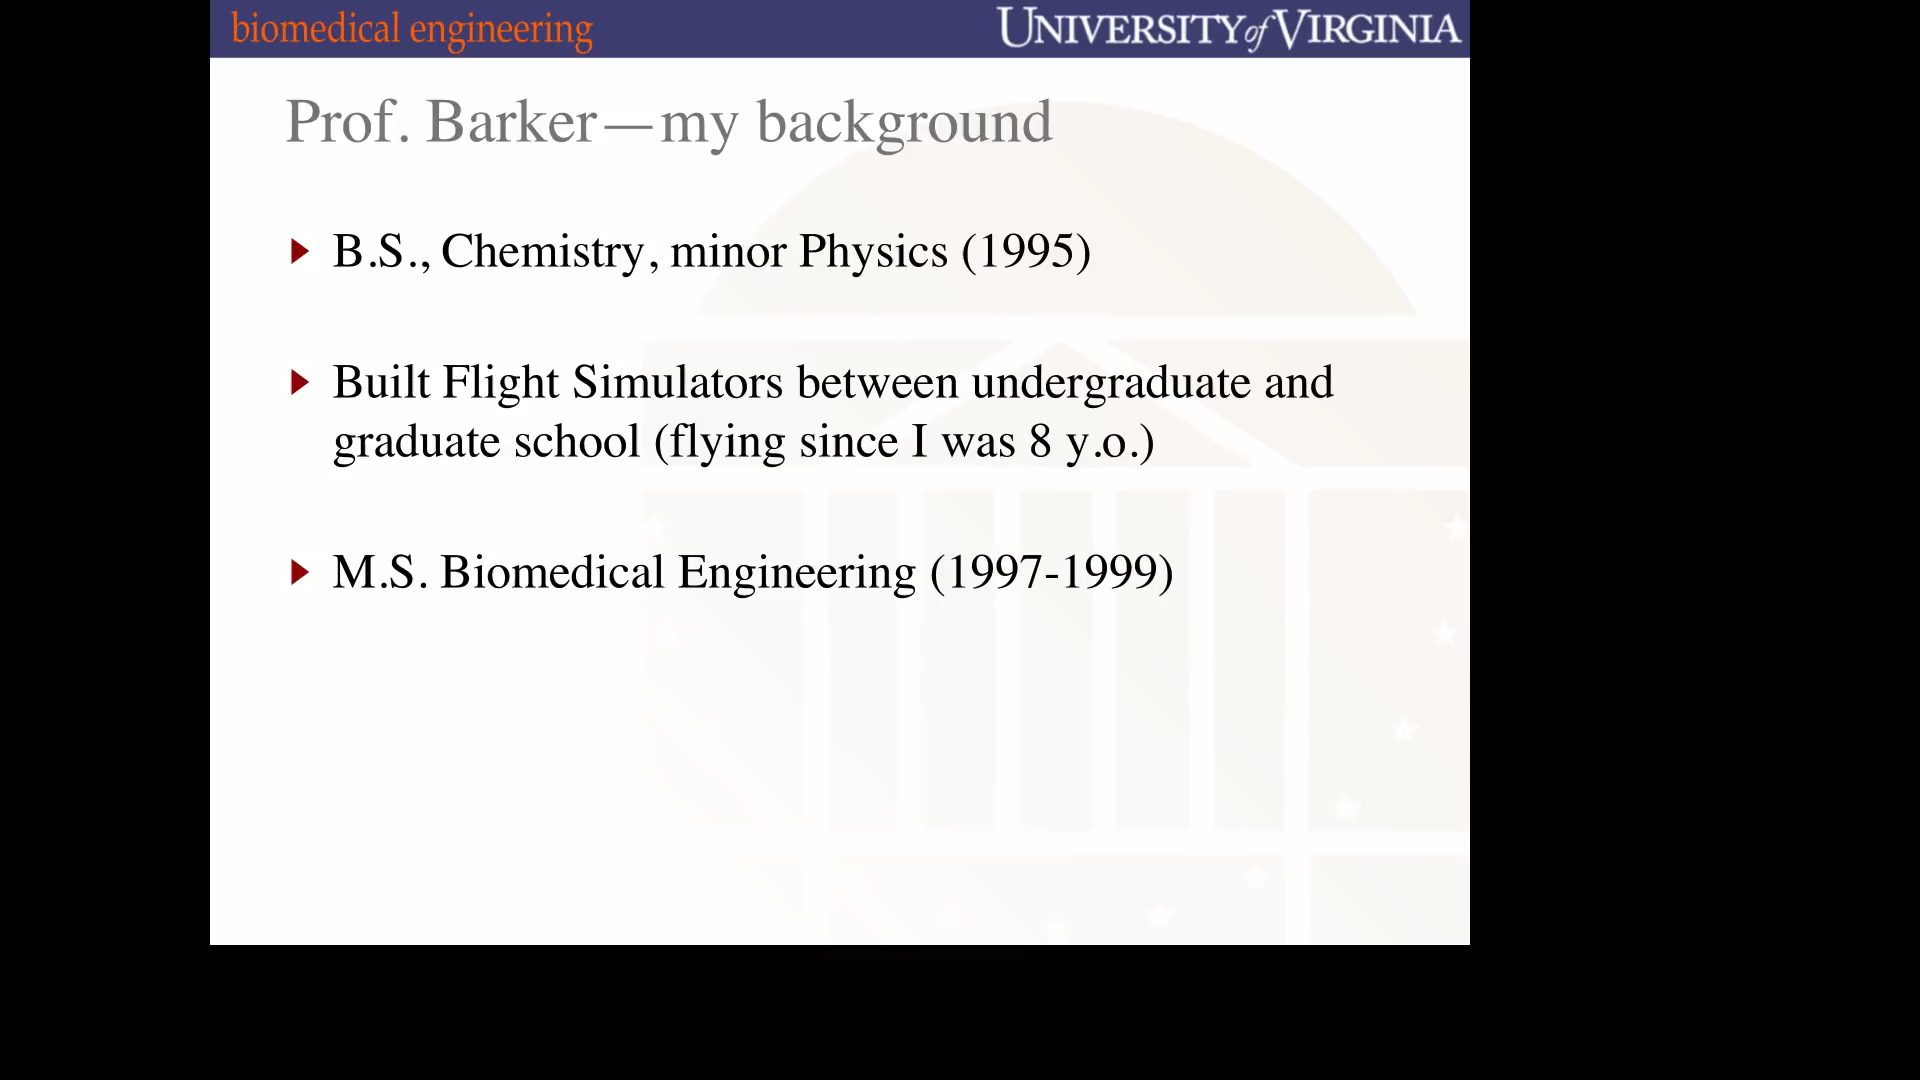 biomedical engineering
UNIVERSITY of VIRGINIA
Prof. Barker—my background
B.S., Chemistry, minor Physics (1995)
Built Flight Simulators between undergraduate and
graduate school (flying since I was 8 y.o.)
M.S. Biomedical Engineering (1997-1999)